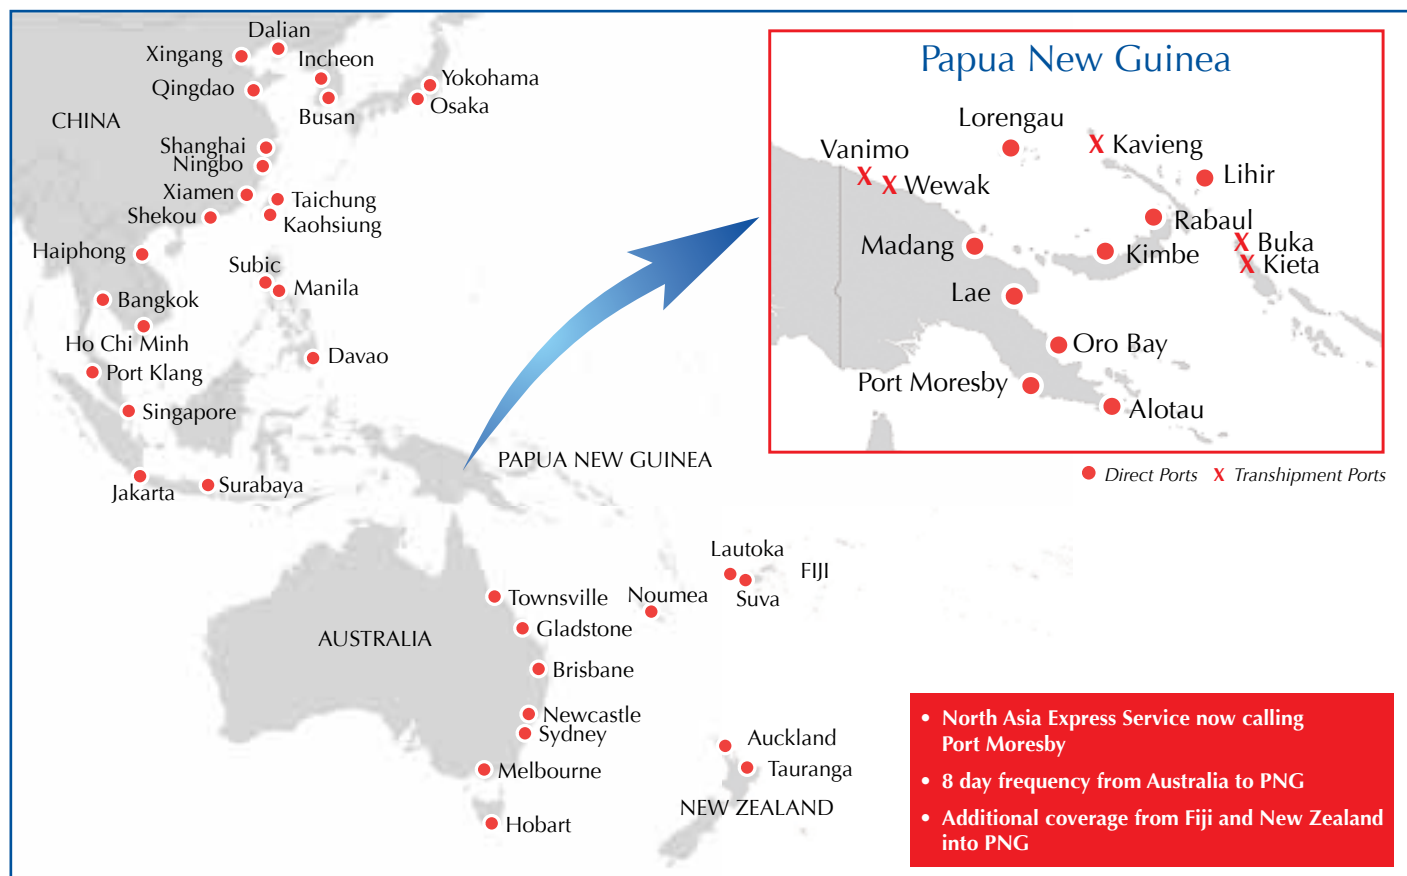 Dalian
Xingang
Incheon
Yokohama
Qingdao
Osaka
Busan
CHINA
Shanghai
Ningbo
Xiamen
Taichung
Shekou
Kaohsiung
Haiphong
Subic
Manila
Bangkok
Ho Chi Minh
Davao
Port Klang
Singapore
PAPUA NEW GUINEA
Jakarta
Surabaya
Lautoka
FIJI
Suva
Noumea
Townsville
Gladstone
AUSTRALIA
Brisbane
Newcastle
Sydney
Melbourne
Auckland
Tauranga
NEW ZEALAND
Hobart
Papua New Guinea
Lorengau
X Kavieng
Vanimo
X
X Wewak
Lihir
Rabaul
X Buka
X Kieta
Madang
Kimbe
Lae
Oro Bay
Port Moresby
Alotau
Direct Ports X Transhipment Ports
• North Asia Express Service now calling
Port Moresby
• 8 day frequency from Australia to PNG
• Additional coverage from Fiji and New Zealand
into PNG